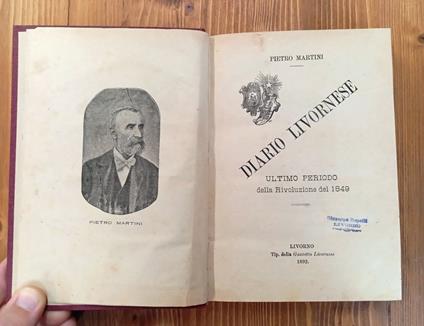 PIETRO MARTINI
PIETRO MARTINI
DIARIO LIVORNESE
ULTIMO PERIODO
della Rivoluzione del 1849
LIVORNO
Tip. della Gazzetta Livornese
1892.